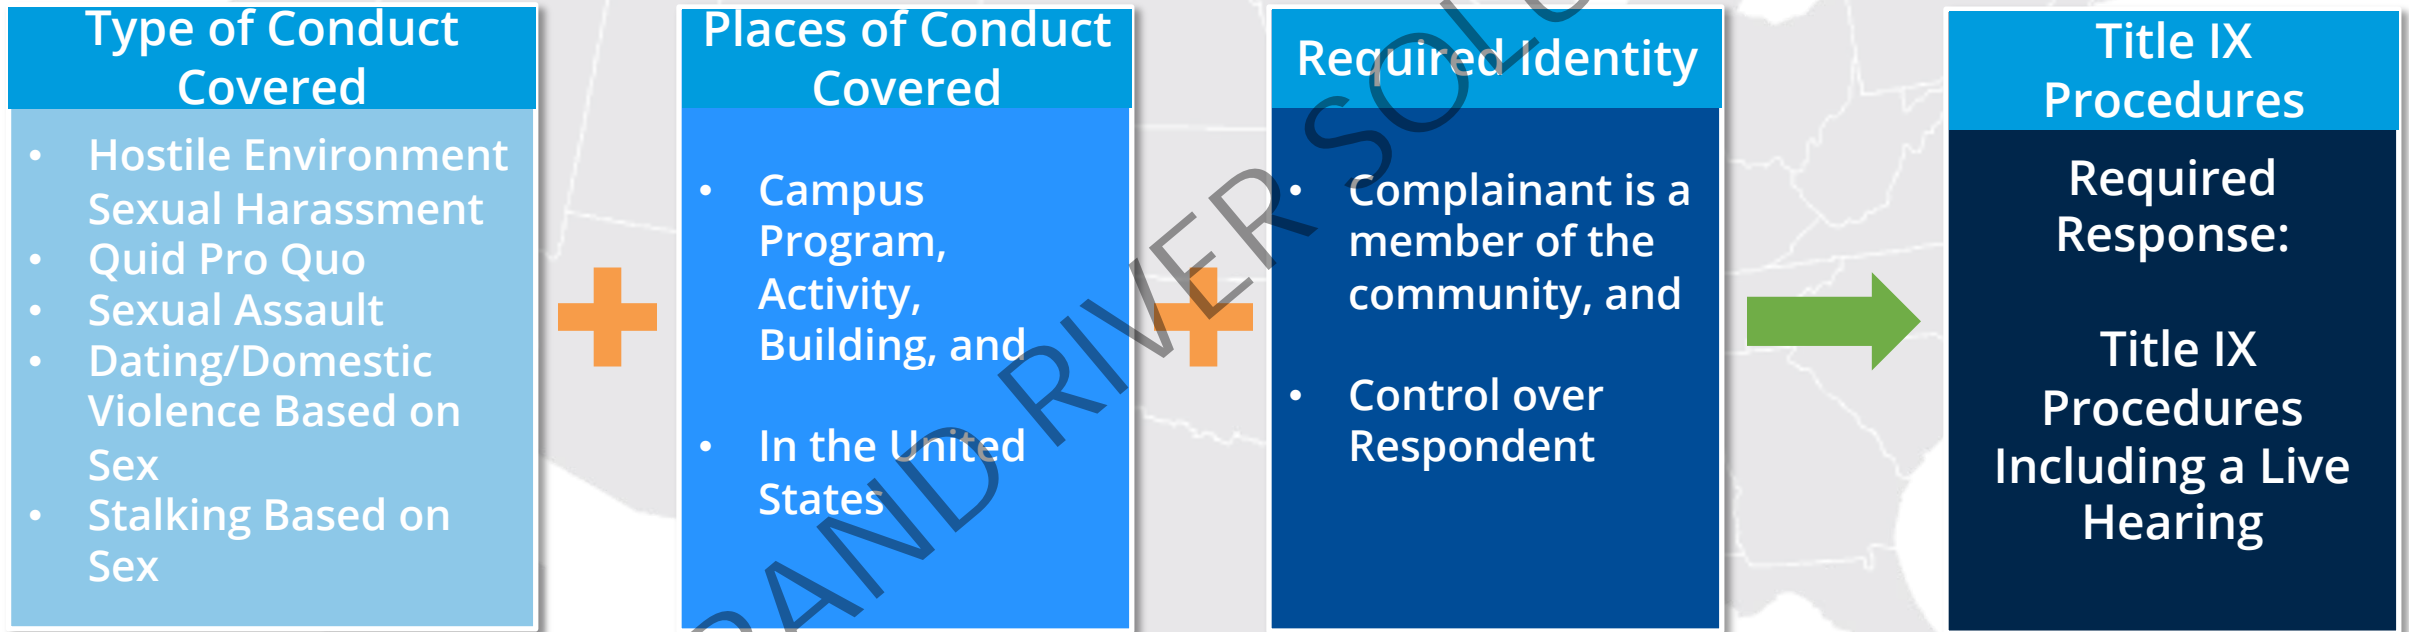 Type of Conduct
Covered
• Hostile Environment
Sexual Harassment
• Quid Pro Quo
• Sexual Assault
• Dating/Domestic
Violence Based on
Sex
• Stalking Based on
Sex
Places of Conduct
Covered
• Campus
Program,
Activity,
Building, and
• In the United
States
Required Identity
• Complainant is a
member of the
community, and
• Control over
Respondent
Title IX
Procedures
Required
Response:
Title IX
Procedures
Including a Live
Hearing
RAND RIVER SOLU